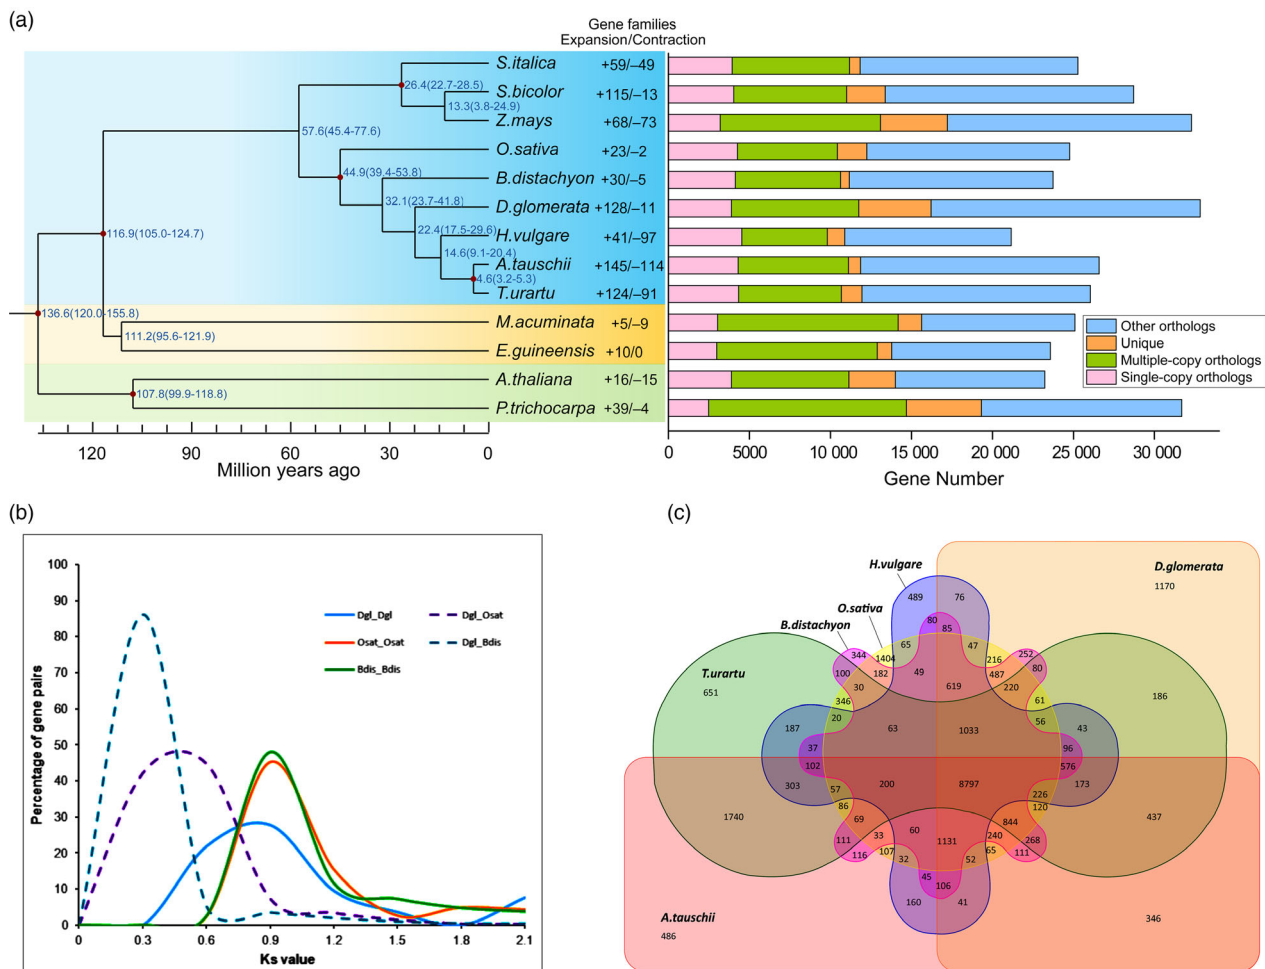 (a)
Gene families
Expansion/Contraction
S.italica +59/–49
S.bicolor +115/–13
Z.mays +68/–73
O.sativa +23/–2
B.distachyon +30/–5
D.glomerata +128/–11
H.vulgare +41/–97
A.tauschii +145/–114
T.urartu +124/–91
M.acuminata +5/–9
E.guineensis +10/0
A.thaliana +16/–15
P.trichocarpa +39/–4
26.4(22.7-28.5)
13.3(3.8-24.9)
57.6(45.4-77.6)
44.9(39.4-53.8)
32.1(23.7-41.8)
22.4(17.5-29.6)
14.6(9.1-20.4)
4.6(3.2-5.3)
116.9(105.0-124.7)
136.6(120.0-155.8)
111.2(95.6-121.9)
107.8(99.9-118.8)
120 90 60 30 0
Million years ago
Other orthologs
Unique
Multiple-copy orthologs
Single-copy orthologs
0 5000 10 000 15 000 20 000 25 000 30 000
Gene Number
(b)
100
90
80
70
60
50
40
30
20
10
0
Percentage of gene pairs
Dgl_Dgl Dgl_Osat
Osat_Osat Dgl_Bdis
Bdis_Bdis
0 0.3 0.6 0.9 1.2 1.5 1.8 2.1
Ks value
(c)
H.vulgare
D.glomerata
1170
O.sativa
B.distachyon
T.urartu
651
A.tauschii
486
489 76
80 85
65 47
344 1404 216 252
100 182 49 619 487 80
30 220
346 61
20 56
186
187 63 1033 43
37 96
102 576
303 200 8797 173
57 226
86 120
1740 69 60 844 437
111 33 1131 240 268
116 107 32 52 65 111
45 106
160 41
346